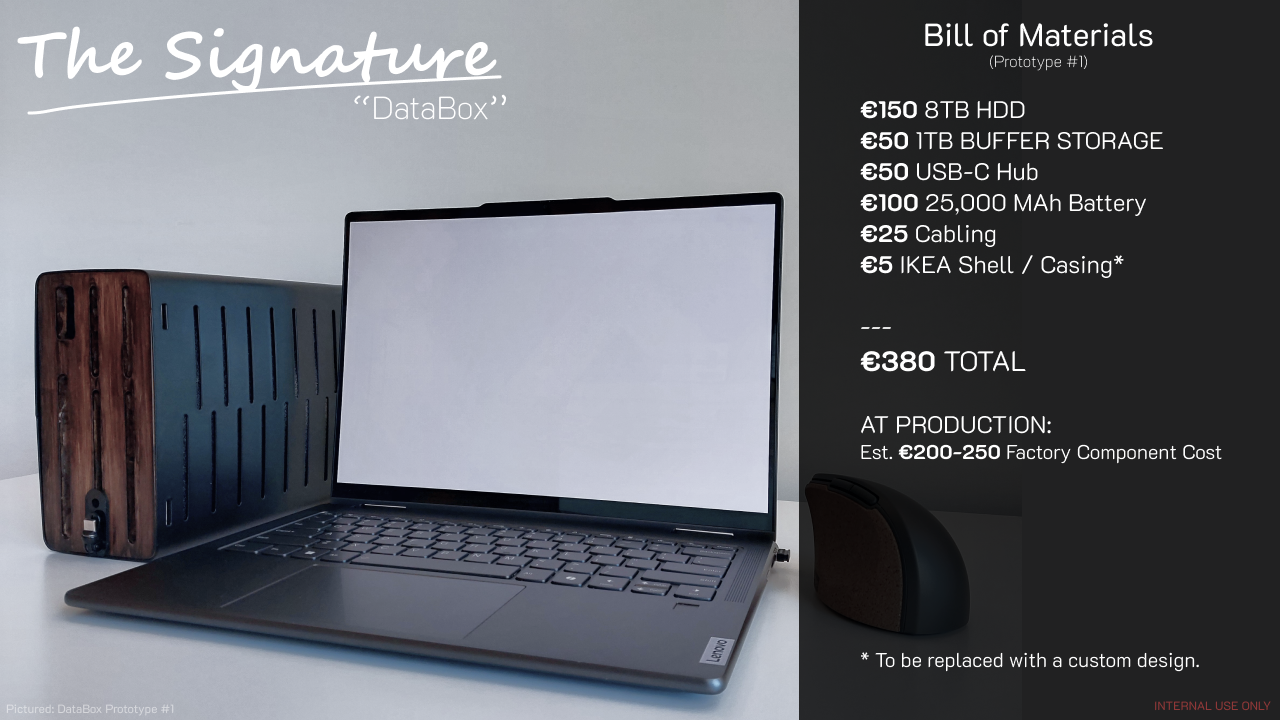 The Signature
“DataBox”
Bill of Materials
(Prototype #1)
€150 8TB HDD
€50 1TB BUFFER STORAGE
€50 USB-C Hub
€100 25,000 MAh Battery
€25 Cabling
€5 IKEA Shell / Casing*
---
€380 TOTAL
AT PRODUCTION:
Est. €200-250 Factory Component Cost
Lenovo
* To be replaced with a custom design.
Pictured: DataBox Prototype #1
INTERNAL USE ONLY